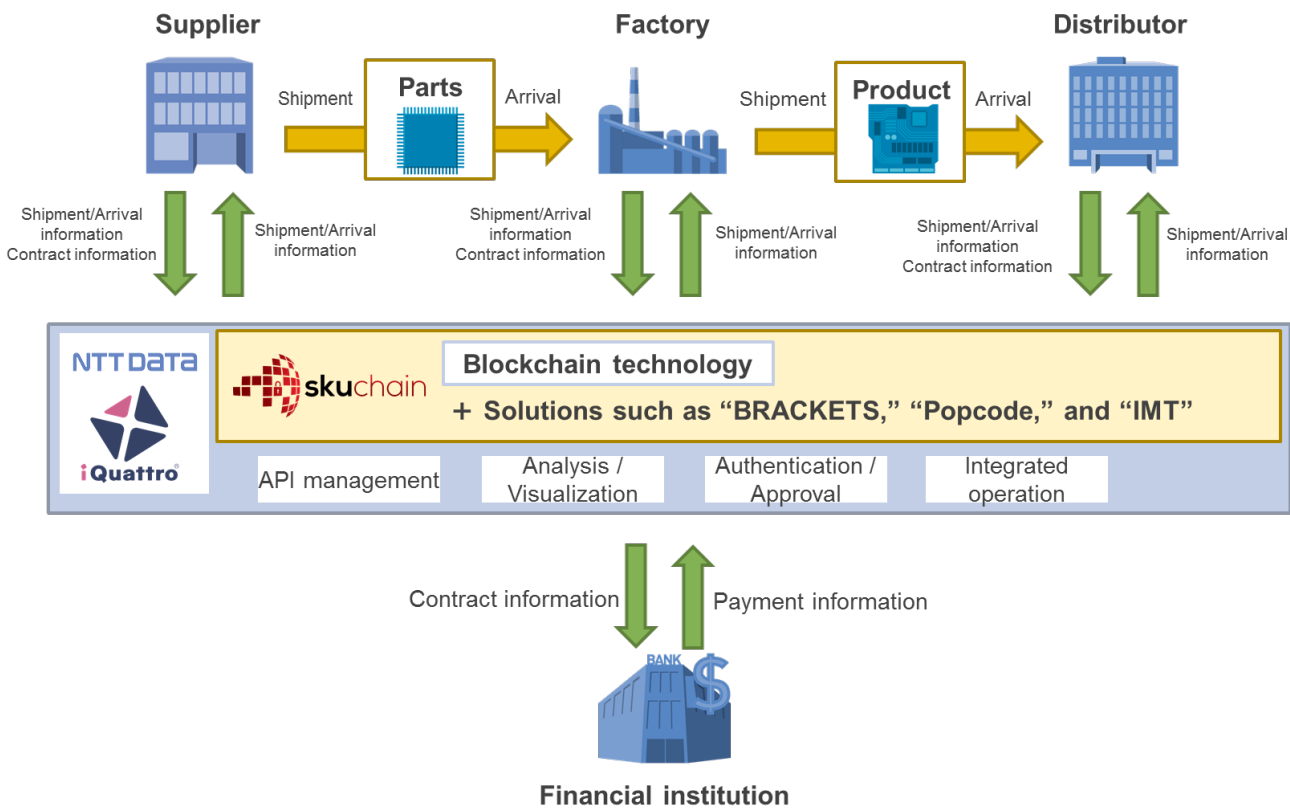 Supplier
Factory
Distributor
Shipment
Parts
Arrival
Shipment
Product
Arrival
Shipment/Arrival
information
Contract information
Shipment/Arrival
information
Shipment/Arrival
information
Contract information
Shipment/Arrival
information
Shipment/Arrival
information
Contract information
Shipment/Arrival
information
NTT DATA
iQuattro®
skuchain
Blockchain technology
+ Solutions such as “BRACKETS,” “Popcode,” and “IMT”
API management
Analysis /
Visualization
Authentication /
Approval
Integrated
operation
Contract information
Payment information
BANK
$
Financial institution